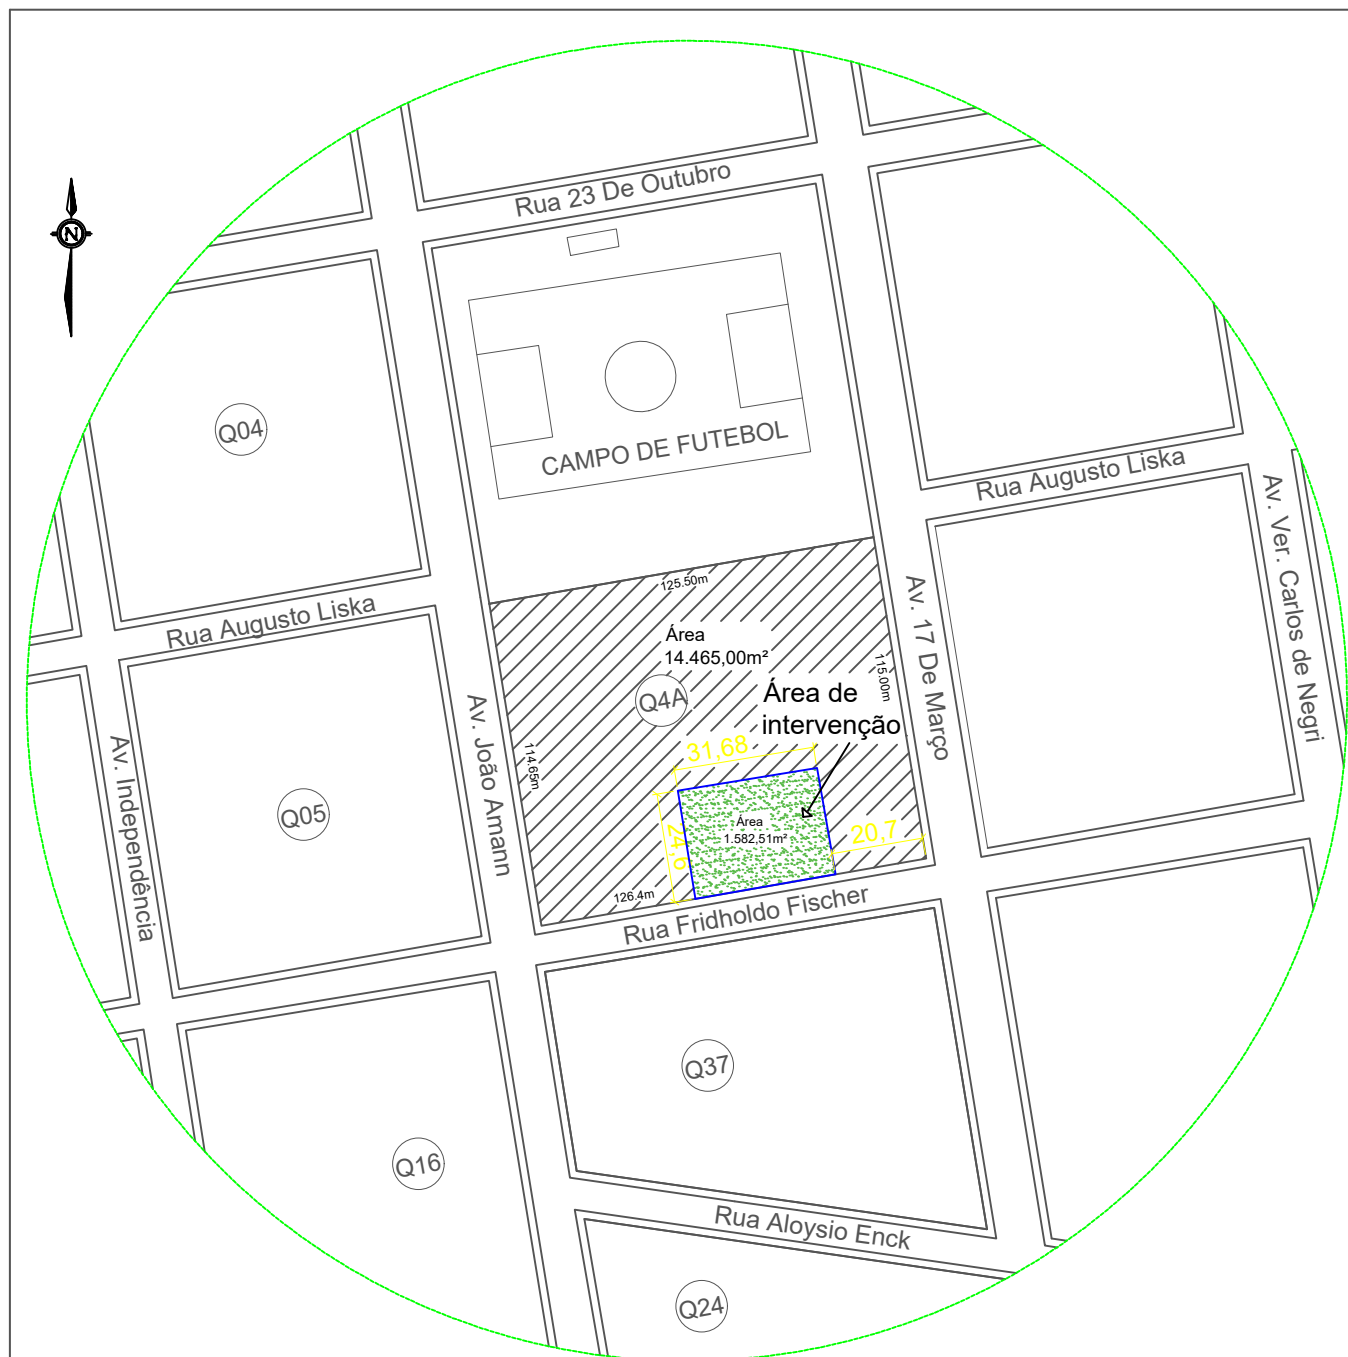 Rua 23 De Outubro
N
CAMPO DE FUTEBOL
Q04
Rua Augusto Liska
Av. Ver. Carlos de Negri
125.50m
Rua Augusto Liska
Área
14.465,00m²
Q4A
115.00m
Av. 17 De Março
Área de
intervenção
Av. João Amann
114.65m
31,68
Av. Independência
Q05
Área
1.582,51m²
24,6
20,7
126.4m
Rua Fridholdo Fischer
Q37
Q16
Rua Aloysio Enck
Q24